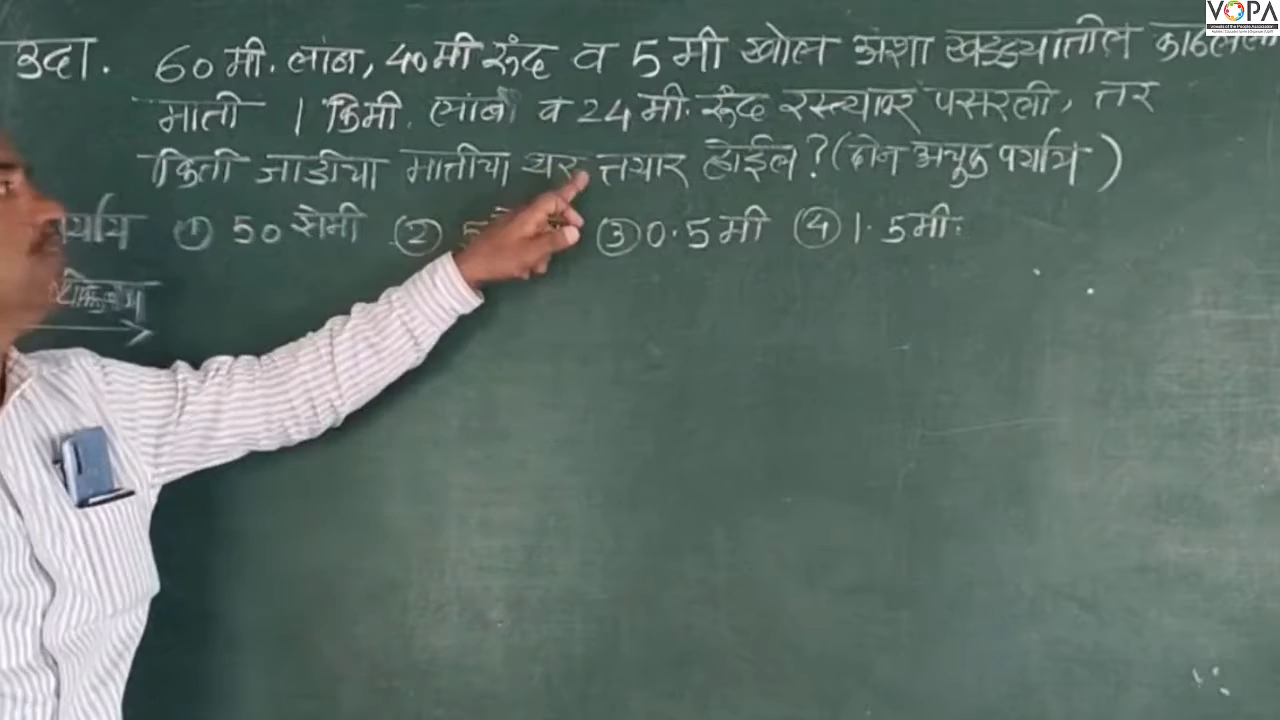 VOPA
उदा. 60 मी. लांब, 40 मी रुंद व 5 मी खोल अशा खड्ड्यातील काढलेली
माती 1 किमी. लांबी व 24 मी. रुंद रस्त्यावर पसरली, तर
किती जाडीचा मातीचा थर तयार होईल? (दोन अचूक पर्याय)
पर्याय ① 50 सेमी ② 5 ③ 0.5 मी ④ 1.5 मी.